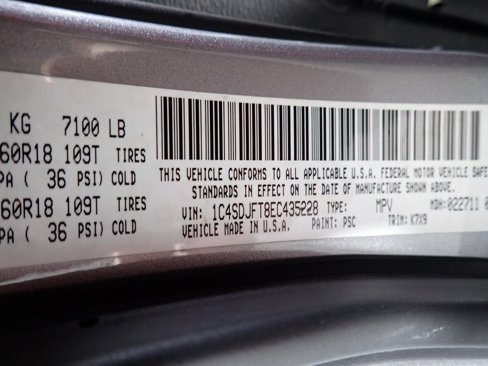 KG 7100 LB
60R18 109T TIRES
PA ( 36 PSI) COLD
60R18 109T TIRES
PA ( 36 PSI) COLD
THIS VEHICLE CONFORMS TO ALL APPLICABLE U.S.A. FEDERAL MOTOR VEHICLE SAFE
STANDARDS IN EFFECT ON THE DATE OF MANUFACTURE SHOWN ABOVE.
VIN: 1C4SDJFT8EC435228 TYPE: MPV MDH: 022711 0
VEHICLE MADE IN U.S.A. PAINT: PSC TRIM: K7X9